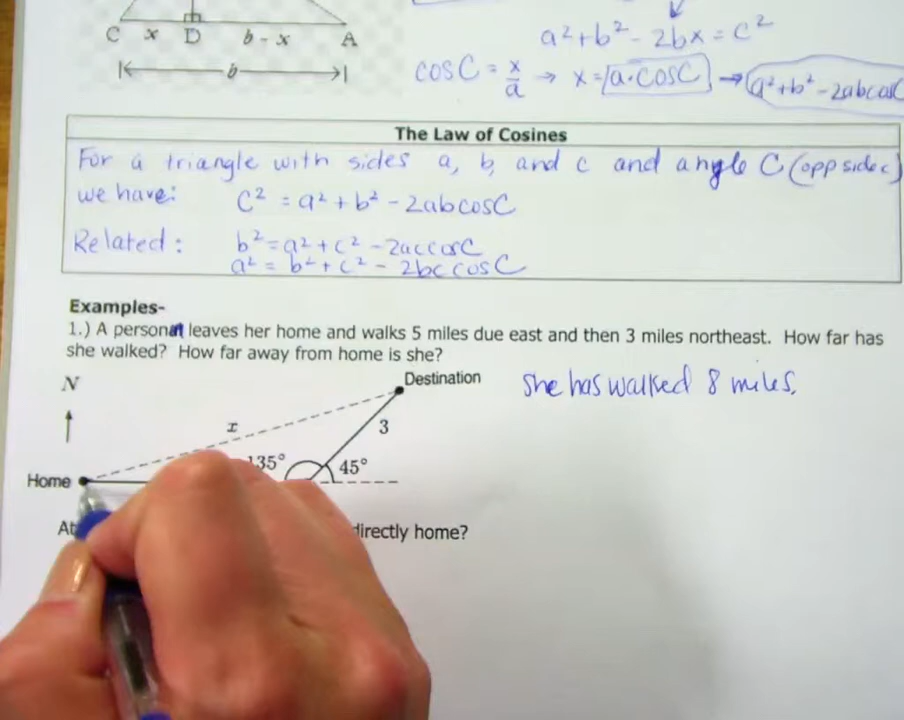 C x D b - x A
b
a² + b² - 2bx = c²
cos C = x/a → x = a·cosC → a²+b²-2abcosC
The Law of Cosines
For a triangle with sides a, b, and c and angle C (opp side c)
we have: c² = a² + b² - 2abcosC
Related: b² = a² + c² - 2accosC
a² = b² + c² - 2bccosC
Examples-
1.) A person leaves her home and walks 5 miles due east and then 3 miles northeast. How far has
she walked? How far away from home is she?
N
Destination
she has walked 8 miles.
x
3
135°
45°
Home
At directly home?